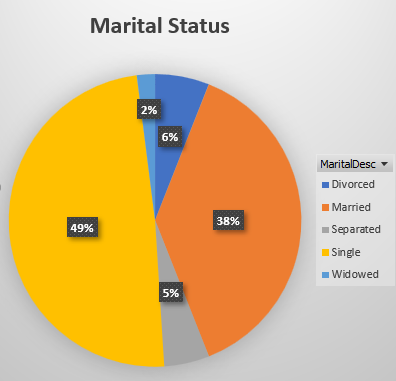 Marital Status
2%
6%
49%
38%
5%
MaritalDesc
Divorced
Married
Separated
Single
Widowed